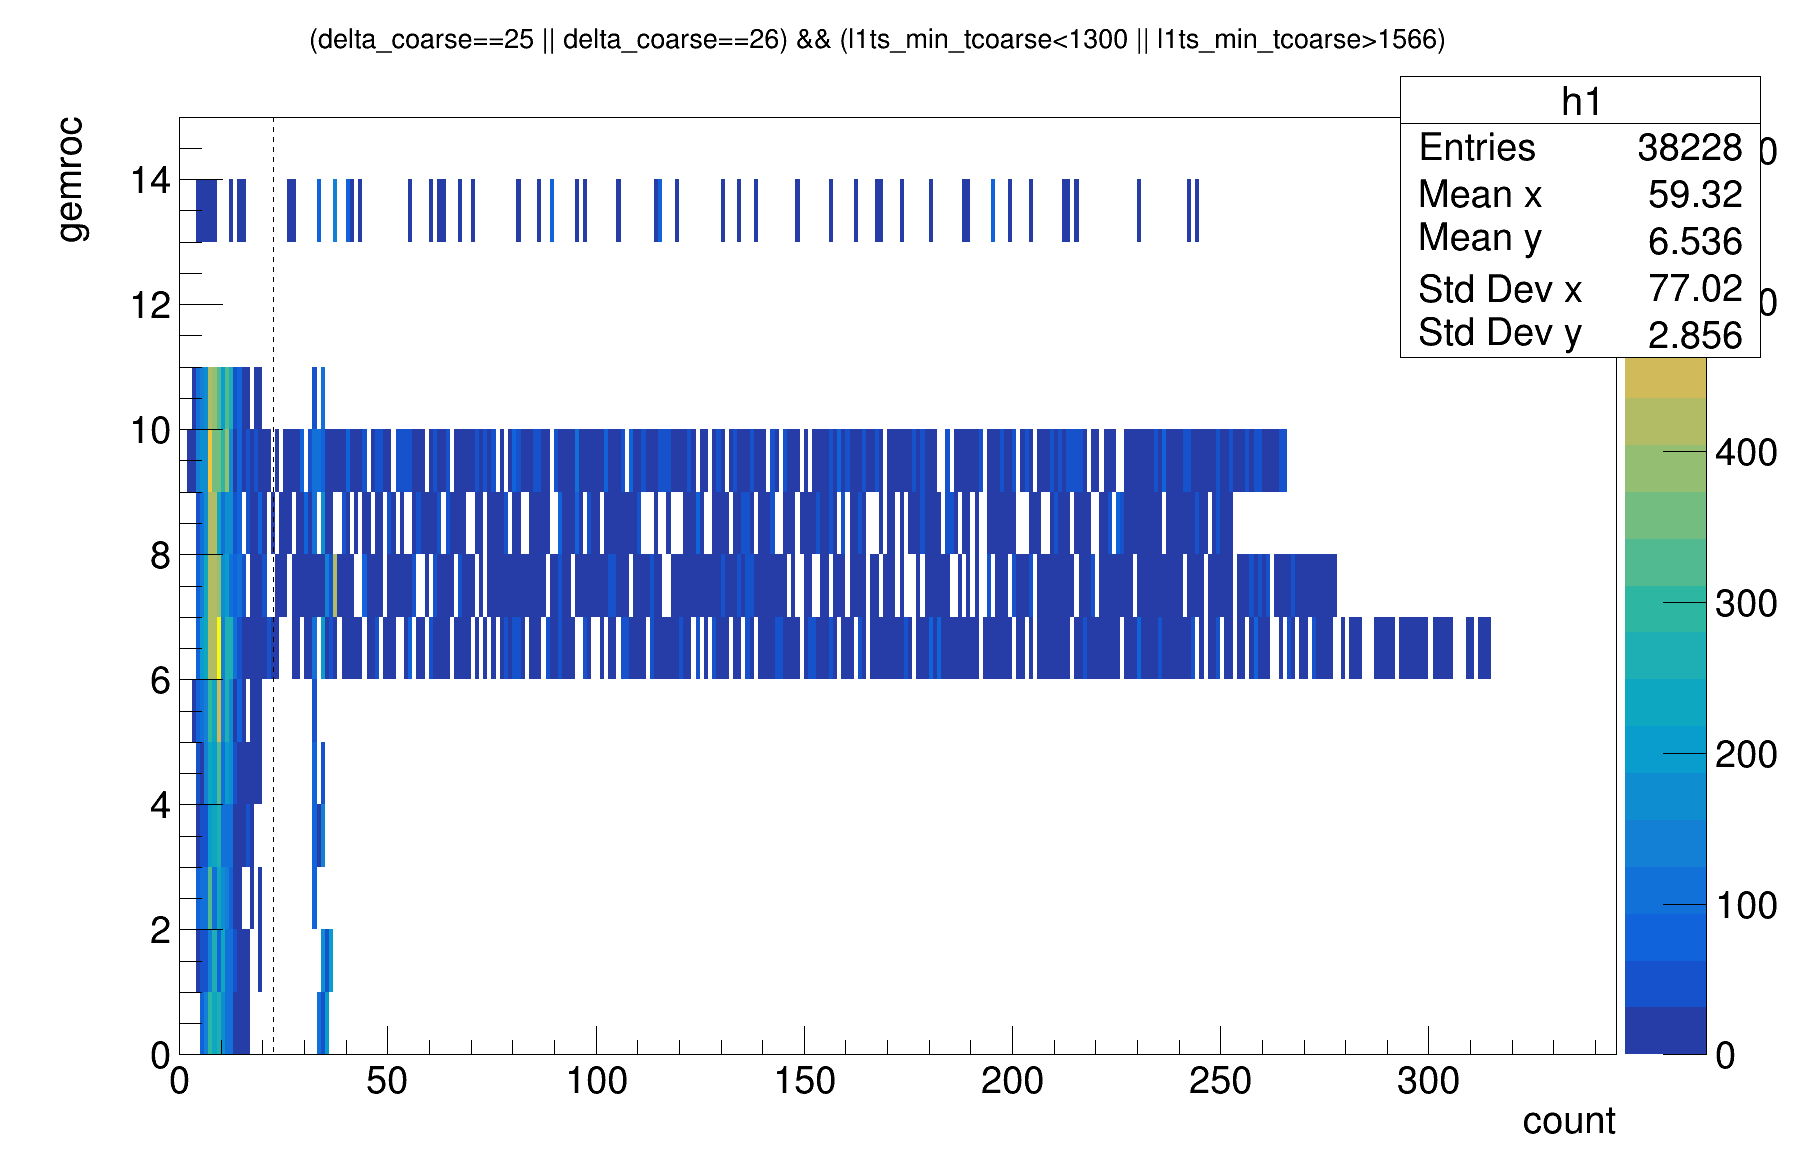 (delta_coarse==25 || delta_coarse==26) && (l1ts_min_tcoarse<1300 || l1ts_min_tcoarse>1566)
gemroc
h1
Entries 38228
Mean x 59.32
Mean y 6.536
Std Dev x 77.02
Std Dev y 2.856
14
12
10
8
6
4
2
0
0 50 100 150 200 250 300
count
0
0
400
300
200
100
0